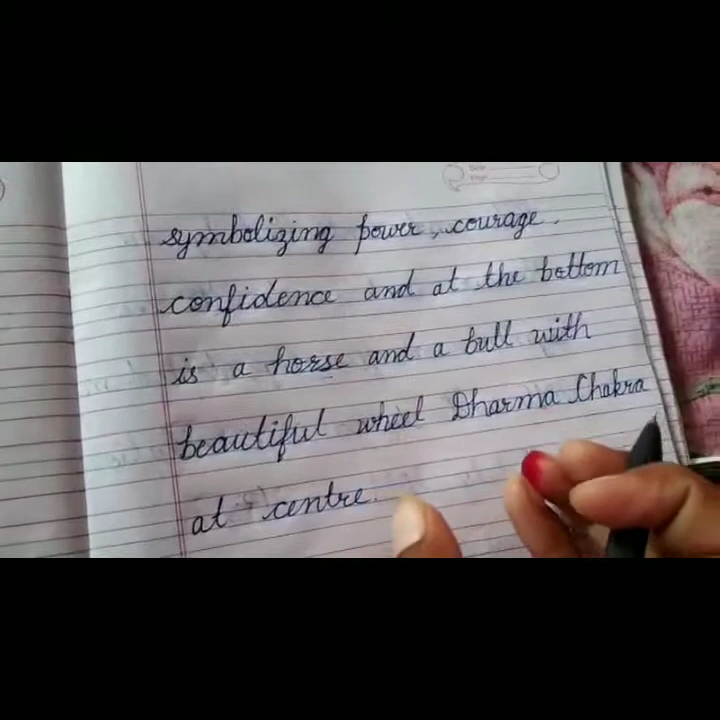 symbolizing power, courage.
confidence and at the bottom
is a horse and a bull with
beautiful wheel Dharma Chakra
at centre.